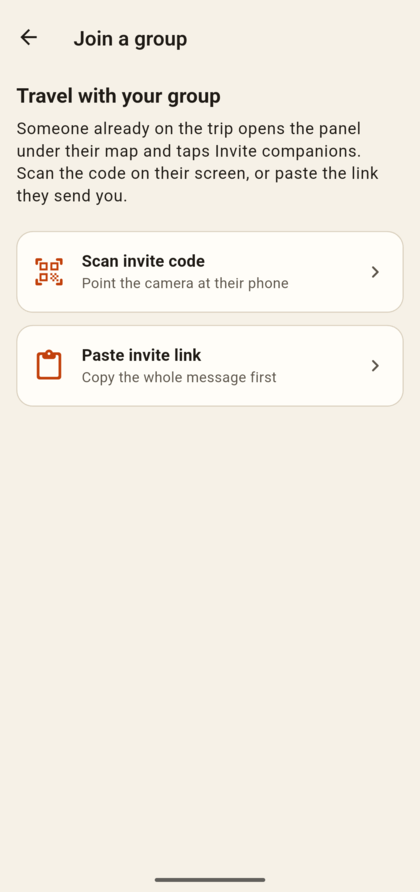 Join a group
Travel with your group
Someone already on the trip opens the panel
under their map and taps Invite companions.
Scan the code on their screen, or paste the link
they send you.
Scan invite code
Point the camera at their phone
Paste invite link
Copy the whole message first